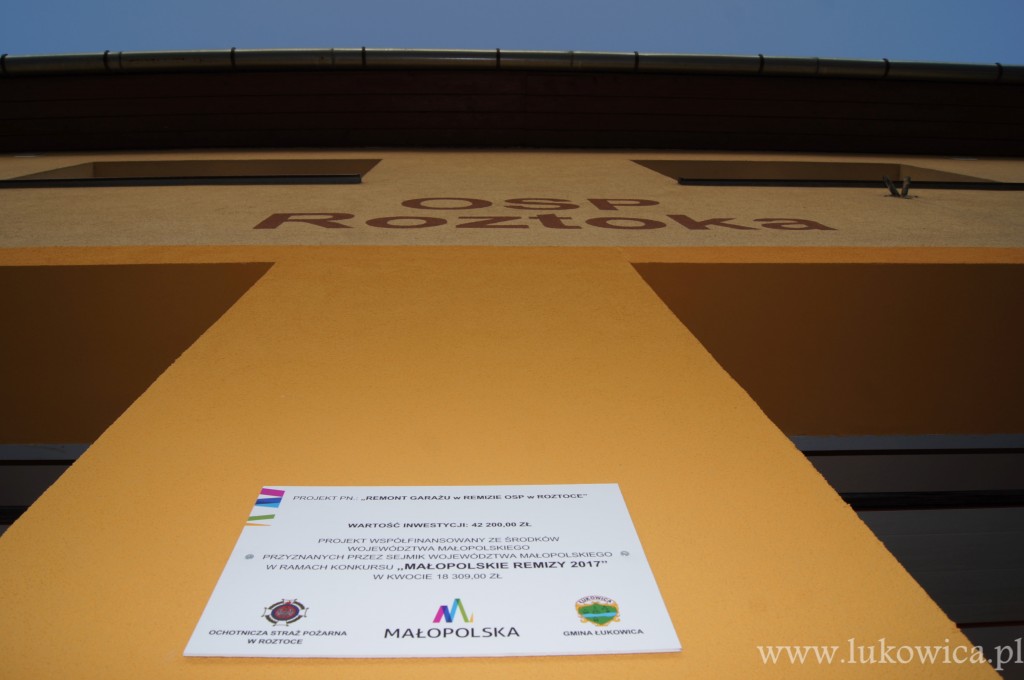 OSP
Roztoka
PROJEKT PN.: „REMONT GARAŻU w REMIZIE OSP w ROZTOCE”
WARTOŚĆ INWESTYCJI: 42 200,00 ZŁ
PROJEKT WSPÓŁFINANSOWANY ZE ŚRODKÓW
WOJEWÓDZTWA MAŁOPOLSKIEGO
PRZYZNANYCH PRZEZ SEJMIK WOJEWÓDZTWA MAŁOPOLSKIEGO
W RAMACH KONKURSU „MAŁOPOLSKIE REMIZY 2017”
W KWOCIE 18 309,00 ZŁ
ŁUKOWICA
OCHOTNICZA STRAŻ POŻARNA
W ROZTOCE
MAŁOPOLSKA
GMINA ŁUKOWICA
www.lukowica.pl